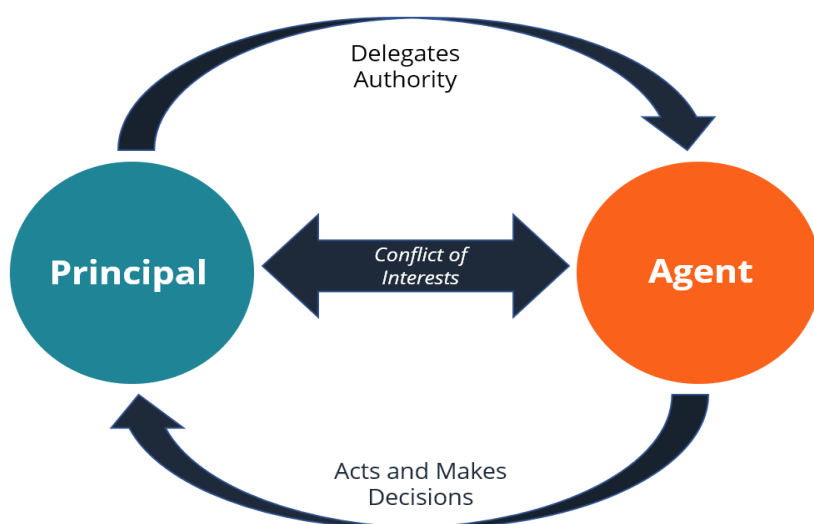 Delegates
Authority
Principal
Conflict of
Interests
Agent
Acts and Makes
Decisions